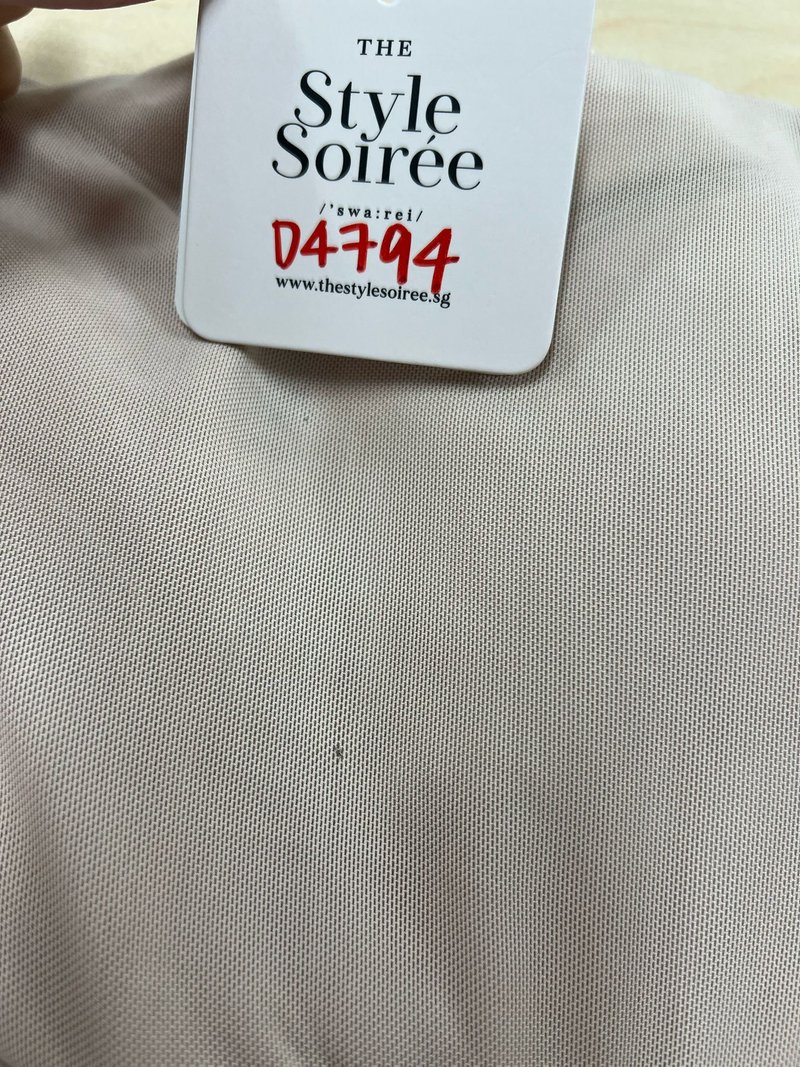 THE
Style
Soirée
/'swa:rei/
D4794
www.thestylesoiree.sg